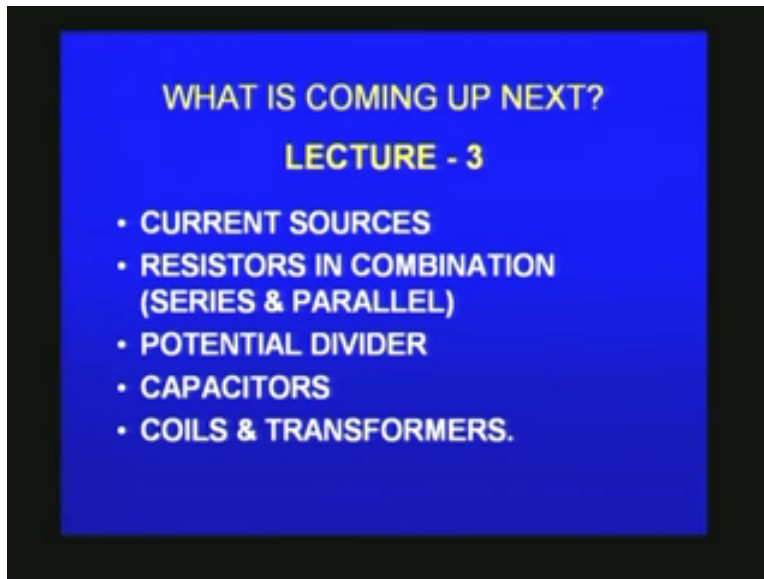 WHAT IS COMING UP NEXT?
LECTURE - 3
• CURRENT SOURCES
• RESISTORS IN COMBINATION
(SERIES & PARALLEL)
• POTENTIAL DIVIDER
• CAPACITORS
• COILS & TRANSFORMERS.